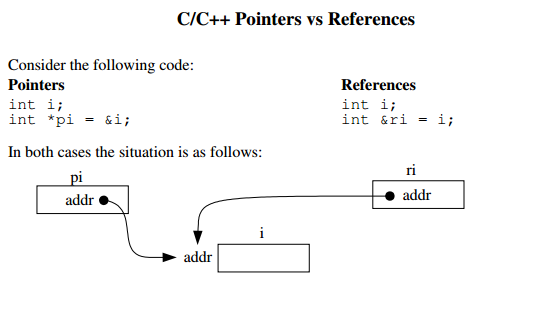 C/C++ Pointers vs References
Consider the following code:
Pointers References
int i; int i;
int *pi = &i; int &ri = i;
In both cases the situation is as follows:
pi ri
addr addr
i
addr